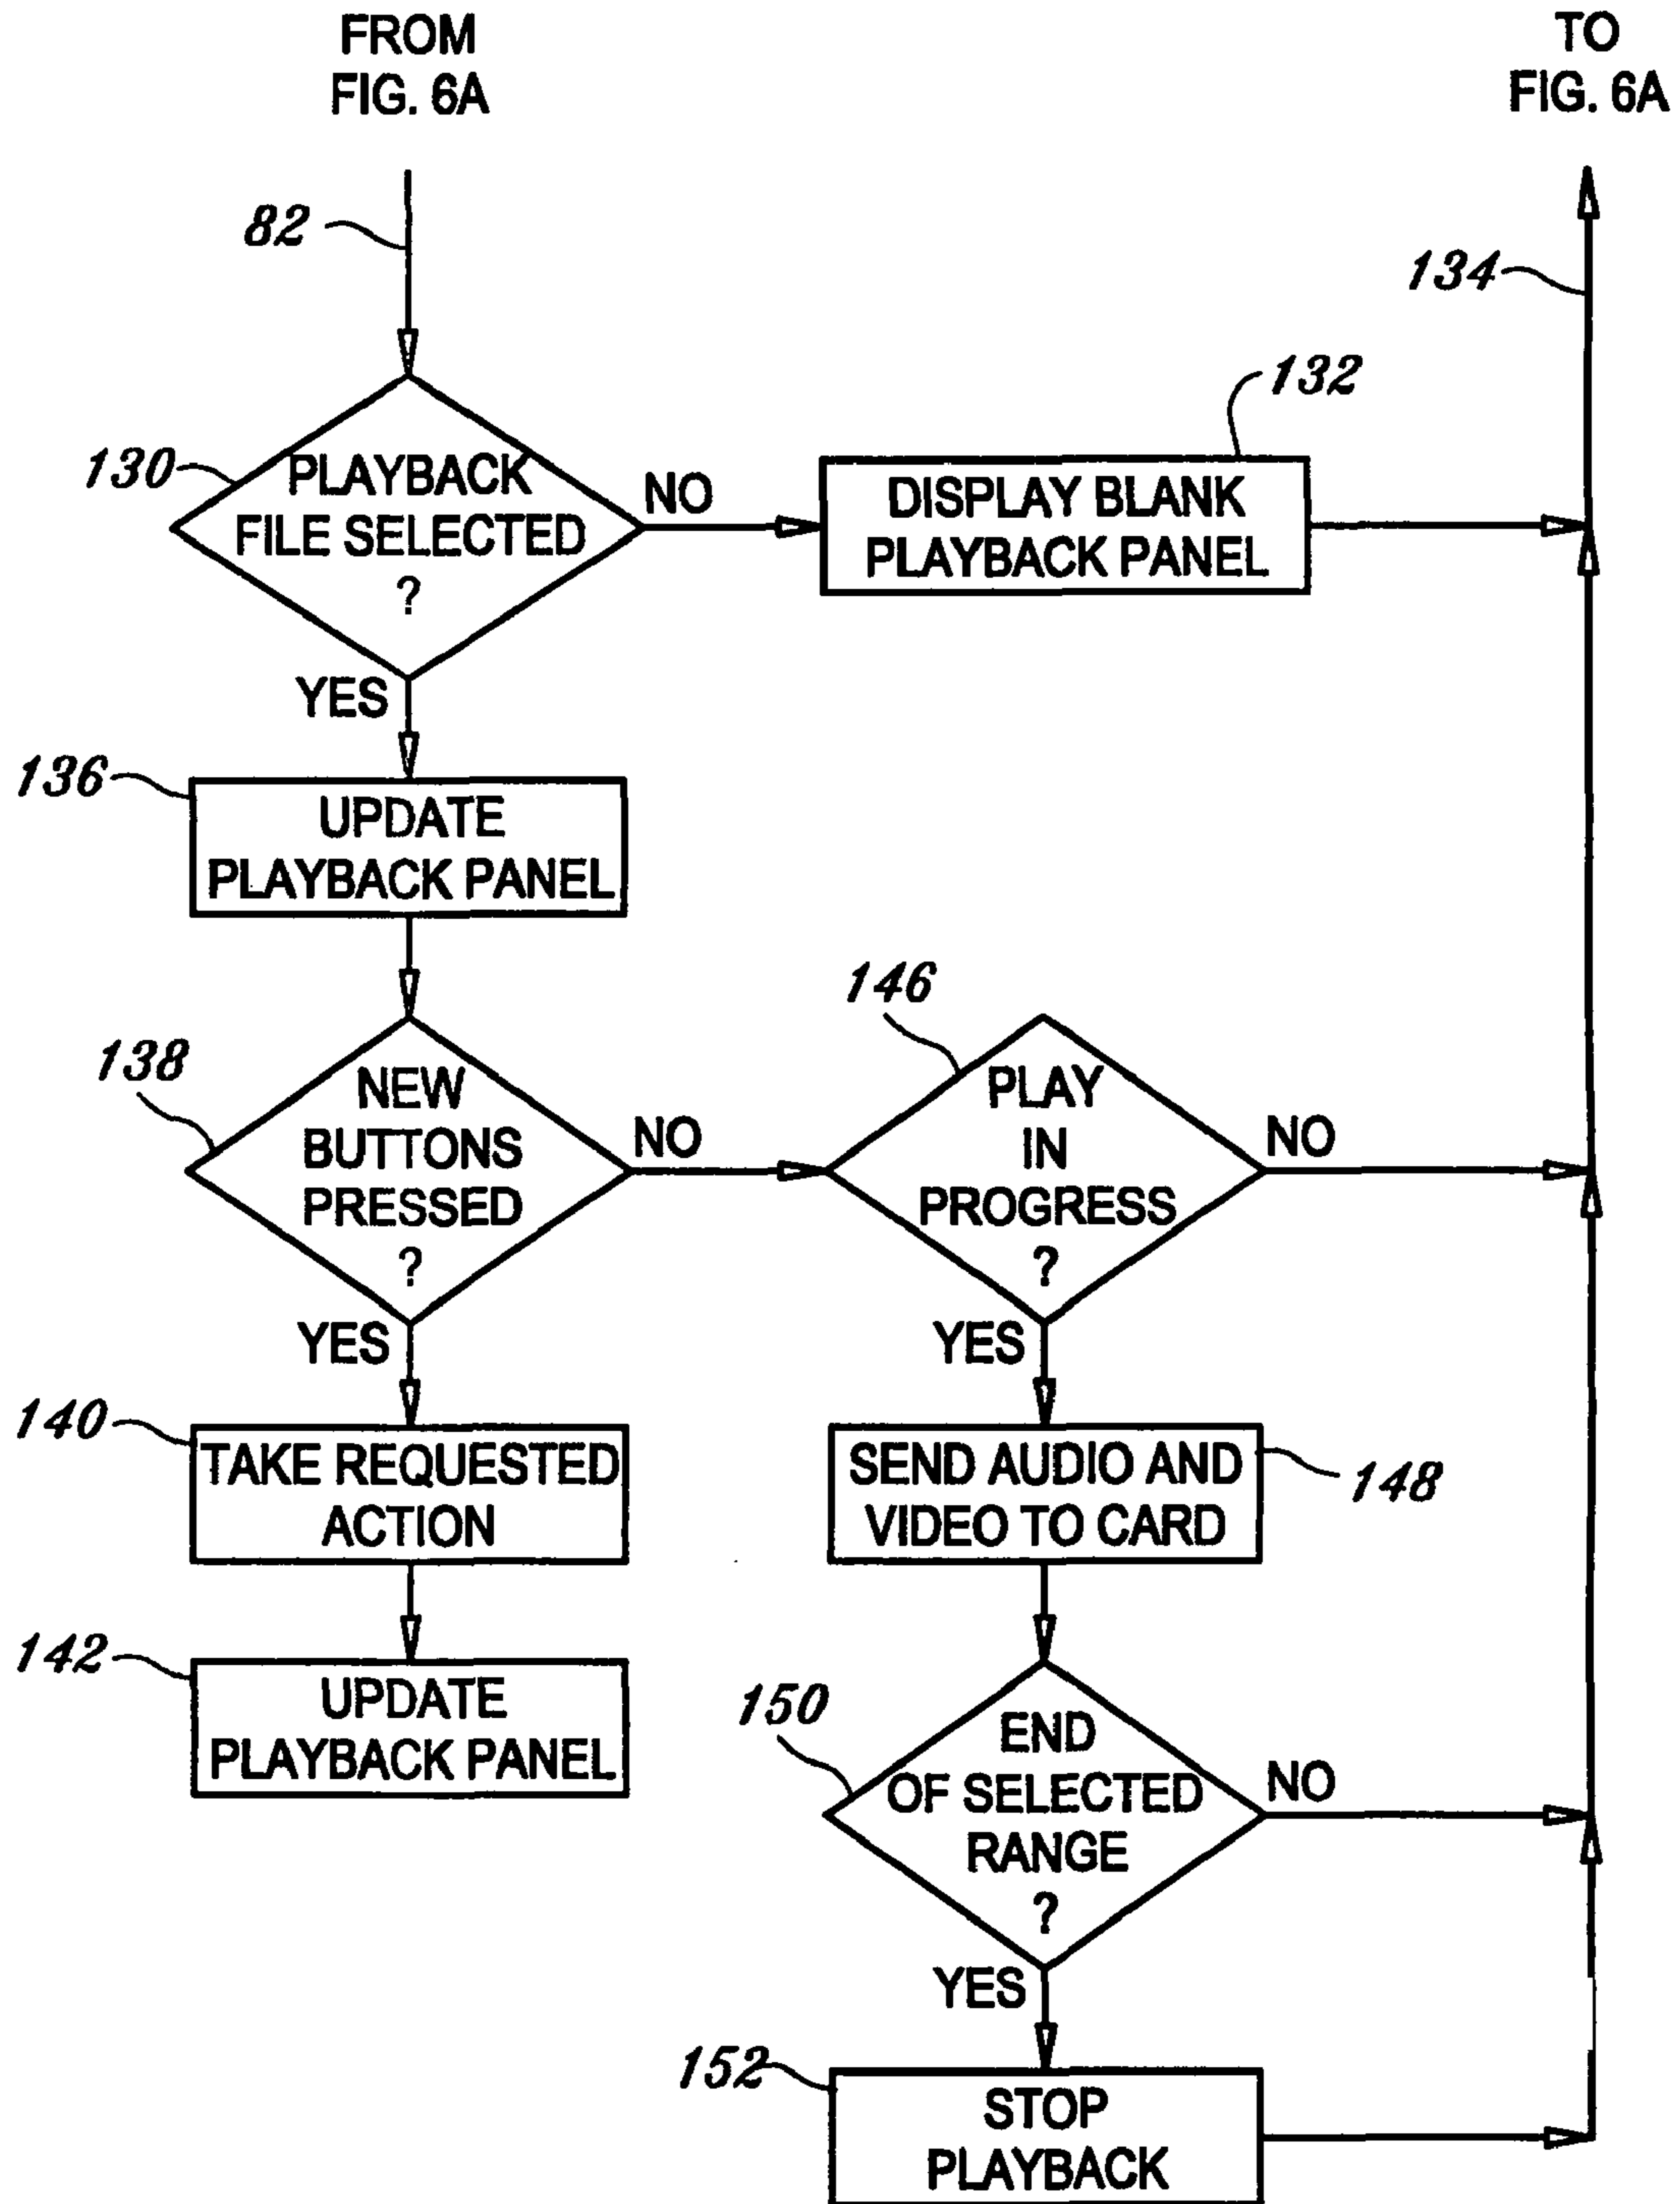 FROM
FIG. 6A
TO
FIG. 6A
82
134
132
130
PLAYBACK
FILE SELECTED
?
NO
DISPLAY BLANK
PLAYBACK PANEL
YES
136
UPDATE
PLAYBACK PANEL
146
138
NEW
BUTTONS
PRESSED
?
NO
PLAY
IN
PROGRESS
?
NO
YES
YES
140
TAKE REQUESTED
ACTION
SEND AUDIO AND
VIDEO TO CARD
148
142
UPDATE
PLAYBACK PANEL
150
END
OF SELECTED
RANGE
?
NO
YES
152
STOP
PLAYBACK